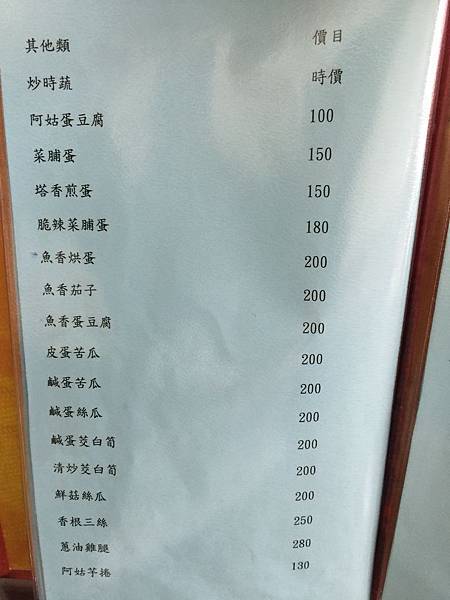 其他類 價目
炒時蔬 時價
阿姑蛋豆腐 100
菜脯蛋 150
塔香煎蛋 150
脆辣菜脯蛋 180
魚香烘蛋 200
魚香茄子 200
魚香蛋豆腐 200
皮蛋苦瓜 200
鹹蛋苦瓜 200
鹹蛋絲瓜 200
鹹蛋茭白筍 200
清炒茭白筍 200
鮮菇絲瓜 200
香根三絲 250
蔥油雞腿 280
阿姑芋捲 130